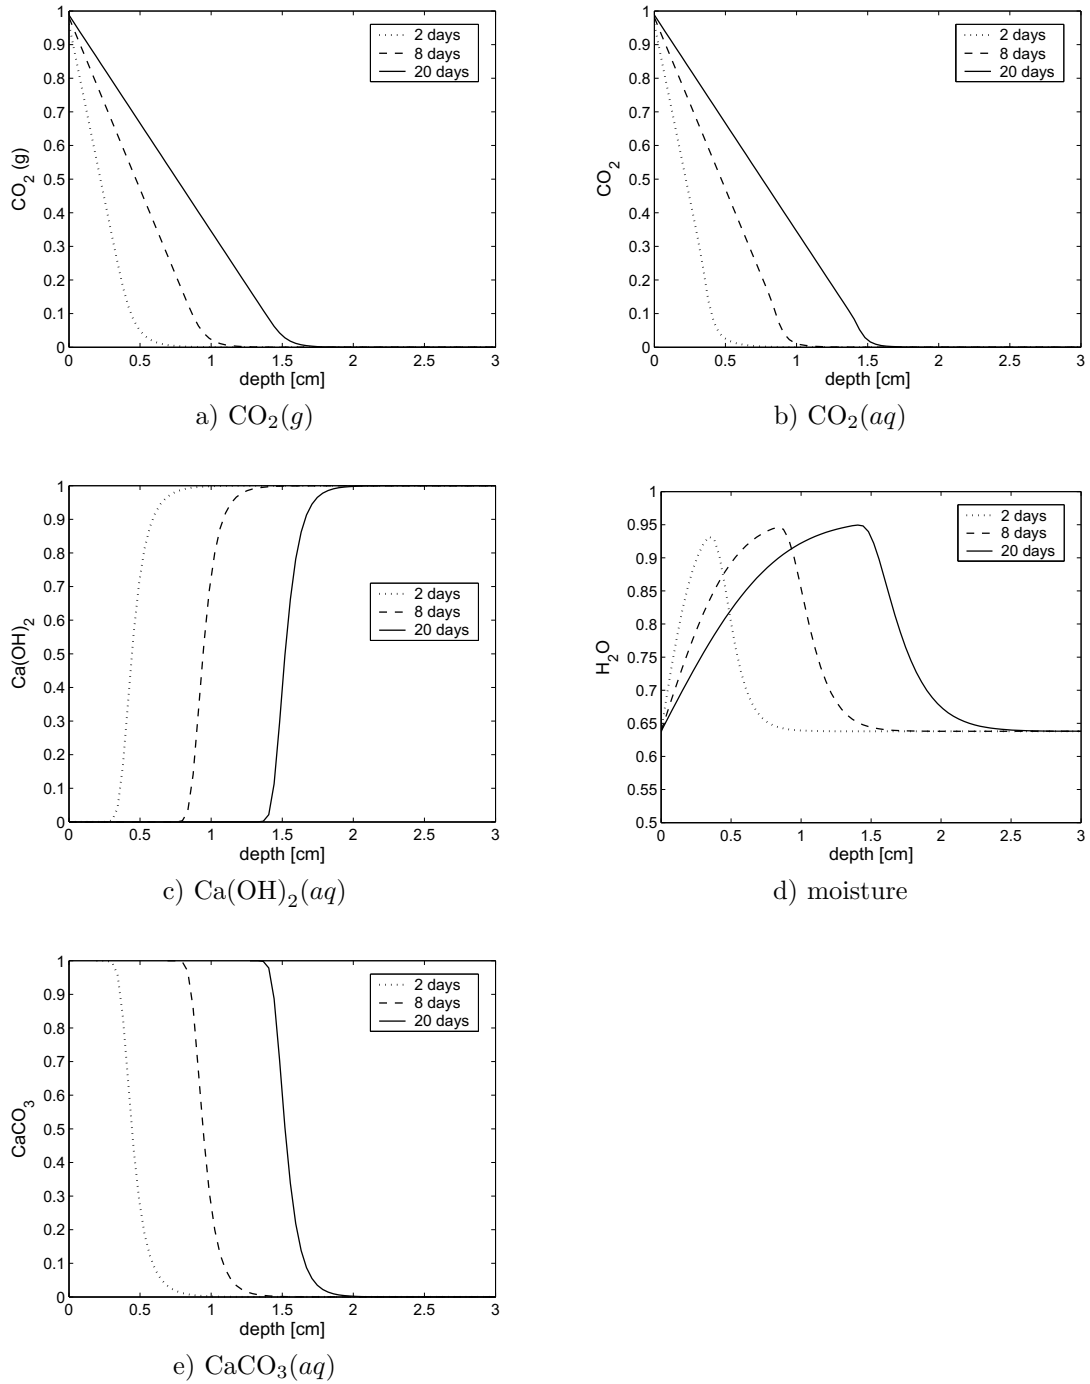 CO₂ (g)
1
0.9
0.8
0.7
0.6
0.5
0.4
0.3
0.2
0.1
0
0 0.5 1 1.5 2 2.5 3
depth [cm]
2 days
8 days
20 days
a) CO₂(g)
CO₂
1
0.9
0.8
0.7
0.6
0.5
0.4
0.3
0.2
0.1
0
0 0.5 1 1.5 2 2.5 3
depth [cm]
2 days
8 days
20 days
b) CO₂(aq)
Ca(OH)₂
1
0.9
0.8
0.7
0.6
0.5
0.4
0.3
0.2
0.1
0
0 0.5 1 1.5 2 2.5 3
depth [cm]
2 days
8 days
20 days
c) Ca(OH)₂(aq)
H₂O
1
0.95
0.9
0.85
0.8
0.75
0.7
0.65
0.6
0.55
0.5
0 0.5 1 1.5 2 2.5 3
depth [cm]
2 days
8 days
20 days
d) moisture
CaCO₃
1
0.9
0.8
0.7
0.6
0.5
0.4
0.3
0.2
0.1
0
0 0.5 1 1.5 2 2.5 3
depth [cm]
2 days
8 days
20 days
e) CaCO₃(aq)